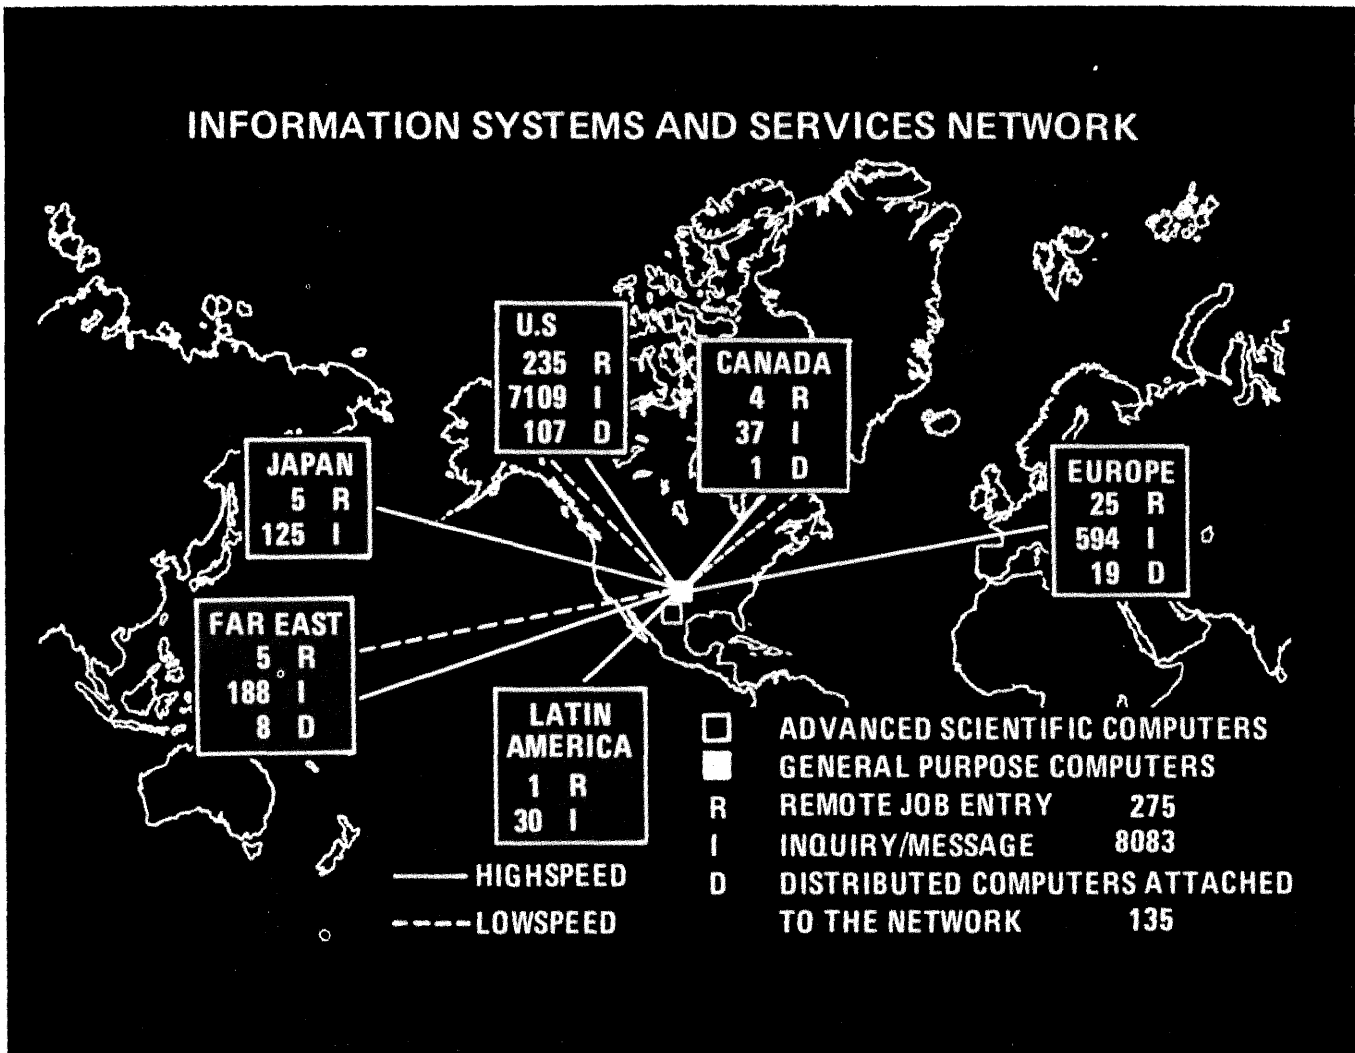 INFORMATION SYSTEMS AND SERVICES NETWORK
U.S
235 R
7109 I
107 D
CANADA
4 R
37 I
1 D
JAPAN
5 R
125 I
EUROPE
25 R
594 I
19 D
FAR EAST
5 R
188 I
8 D
LATIN
AMERICA
1 R
30 I
HIGHSPEED
LOWSPEED
ADVANCED SCIENTIFIC COMPUTERS
GENERAL PURPOSE COMPUTERS
R REMOTE JOB ENTRY 275
I INQUIRY/MESSAGE 8083
D DISTRIBUTED COMPUTERS ATTACHED
TO THE NETWORK 135